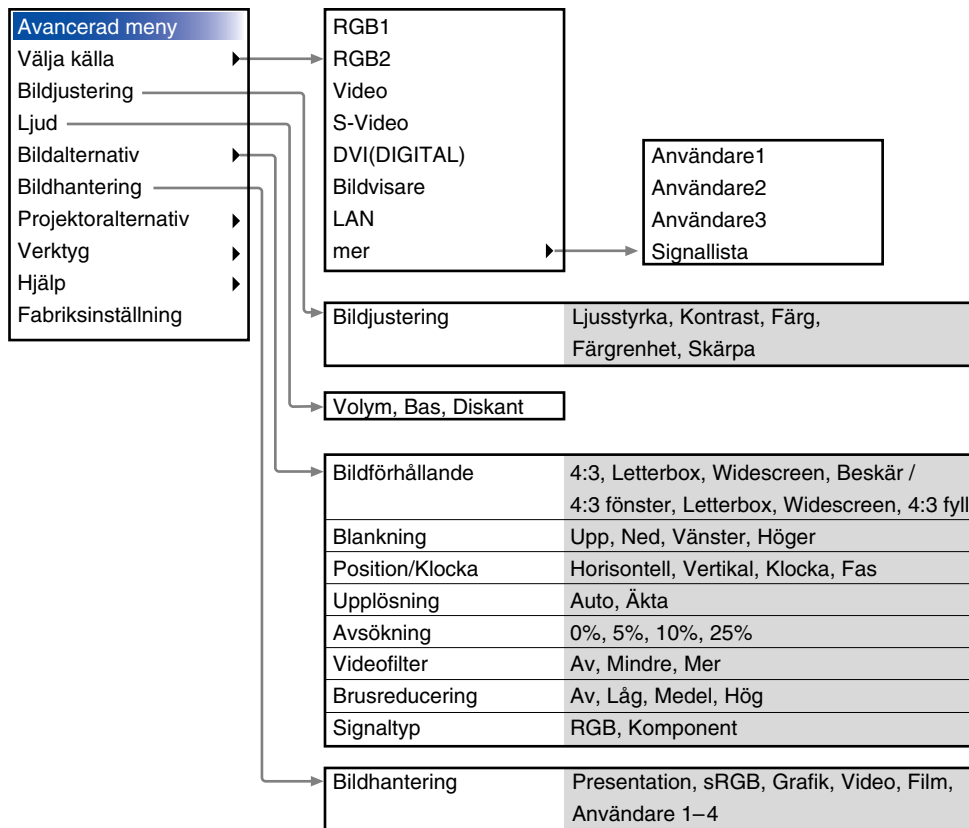 Avancerad meny
Välja källa
Bildjustering
Ljud
Bildalternativ
Bildhantering
Projektoralternativ
Verktyg
Hjälp
Fabriksinställning
RGB1
RGB2
Video
S-Video
DVI(DIGITAL)
Bildvisare
LAN
mer
Användare1
Användare2
Användare3
Signallista
Bildjustering Ljusstyrka, Kontrast, Färg,
Färgrenhet, Skärpa
Volym, Bas, Diskant
Bildförhållande 4:3, Letterbox, Widescreen, Beskär /
4:3 fönster, Letterbox, Widescreen, 4:3 fyll
Blankning Upp, Ned, Vänster, Höger
Position/Klocka Horisontell, Vertikal, Klocka, Fas
Upplösning Auto, Äkta
Avsökning 0%, 5%, 10%, 25%
Videofilter Av, Mindre, Mer
Brusreducering Av, Låg, Medel, Hög
Signaltyp RGB, Komponent
Bildhantering Presentation, sRGB, Grafik, Video, Film,
Användare 1–4